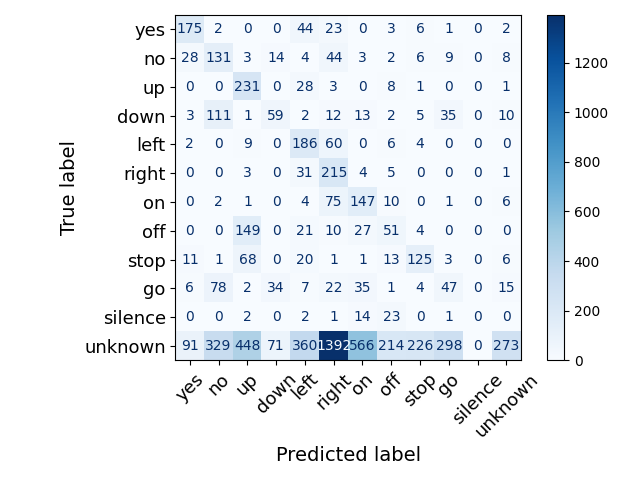 yes 175 2 0 0 44 23 0 3 6 1 0 2
no 28 131 3 14 4 44 3 2 6 9 0 8
up 0 0 231 0 28 3 0 8 1 0 0 1
down 3 111 1 59 2 12 13 2 5 35 0 10
left 2 0 9 0 186 60 0 6 4 0 0 0
right 0 0 3 0 31 215 4 5 0 0 0 1
on 0 2 1 0 4 75 147 10 0 1 0 6
off 0 0 149 0 21 10 27 51 4 0 0 0
stop 11 1 68 0 20 1 1 13 125 3 0 6
go 6 78 2 34 7 22 35 1 4 47 0 15
silence 0 0 2 0 2 1 14 23 0 1 0 0
unknown 91 329 448 71 360 1392 566 214 226 298 0 273
yes no up down left right on off stop go silence unknown
Predicted label
True label
1200
1000
800
600
400
200
0